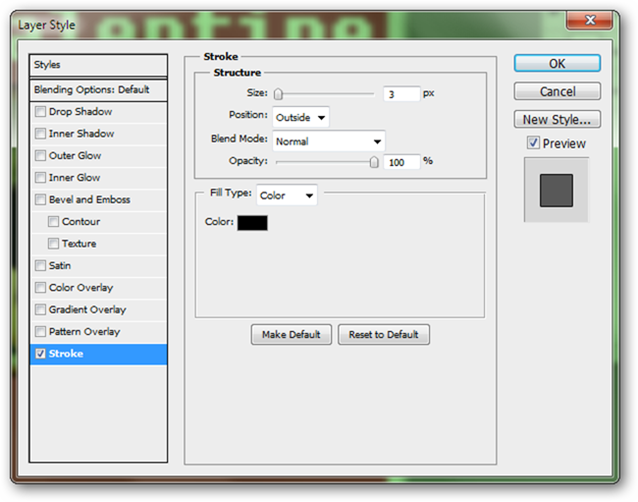 Layer Style
Styles
Blending Options: Default
Drop Shadow
Inner Shadow
Outer Glow
Inner Glow
Bevel and Emboss
Contour
Texture
Satin
Color Overlay
Gradient Overlay
Pattern Overlay
Stroke
Stroke
Structure
Size: 3 px
Position: Outside
Blend Mode: Normal
Opacity: 100 %
Fill Type: Color
Color:
Make Default Reset to Default
OK
Cancel
New Style...
Preview